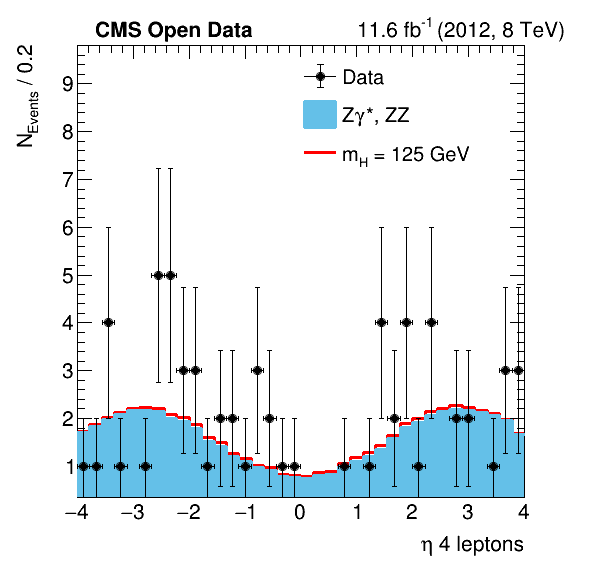 CMS Open Data 11.6 fb⁻¹ (2012, 8 TeV)
N_Events / 0.2
Data
Zγ*, ZZ
m_H = 125 GeV
9
8
7
6
5
4
3
2
1
−4 −3 −2 −1 0 1 2 3 4
η 4 leptons